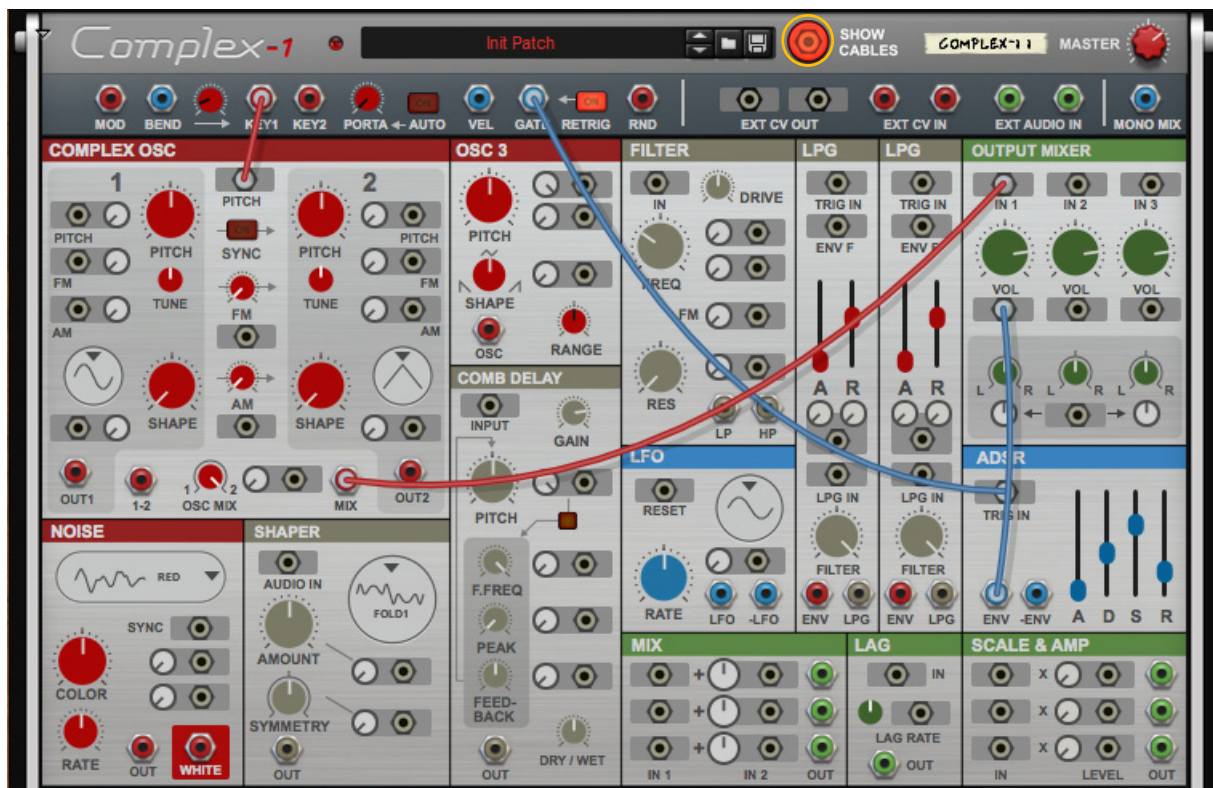 Complex-1
Init Patch
SHOW CABLES
COMPLEX-1 1
MASTER
MOD BEND KEY1 KEY2 PORTA AUTO ON VEL GATE RETRIG ON RND EXT CV OUT EXT CV IN EXT AUDIO IN MONO MIX
COMPLEX OSC
1 2
PITCH
PITCH PITCH PITCH PITCH
ON
SYNC
FM TUNE FM TUNE FM
AM AM AM
SHAPE SHAPE
OUT1 1-2 1 2 OSC MIX MIX OUT2
OSC 3
PITCH
SHAPE
OSC RANGE
COMB DELAY
INPUT GAIN
PITCH
F.FREQ
PEAK
FEED-
BACK
OUT DRY / WET
FILTER
IN DRIVE
FREQ
FM
RES
LP HP
LPG
TRIG IN
ENV F
A R
LPG IN
FILTER
ENV LPG
LPG
TRIG IN
ENV F
A R
LPG IN
FILTER
ENV LPG
OUTPUT MIXER
IN 1 IN 2 IN 3
VOL VOL VOL
L R L R L R
LFO
RESET
RATE LFO -LFO
ADSR
TRIG IN
ENV -ENV A D S R
NOISE
RED
SYNC
COLOR
RATE OUT WHITE
SHAPER
AUDIO IN
FOLD1
AMOUNT
SYMMETRY
OUT
MIX
+
+
+
IN 1 IN 2 OUT
LAG
IN
LAG RATE
OUT
SCALE & AMP
X
X
X
IN LEVEL OUT